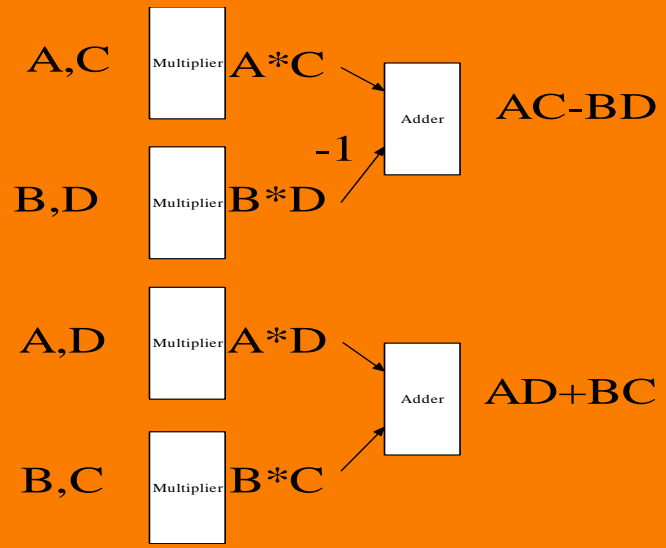 A,C Multiplier A*C
Adder AC-BD
-1
B,D Multiplier B*D
A,D Multiplier A*D
Adder AD+BC
B,C Multiplier B*C